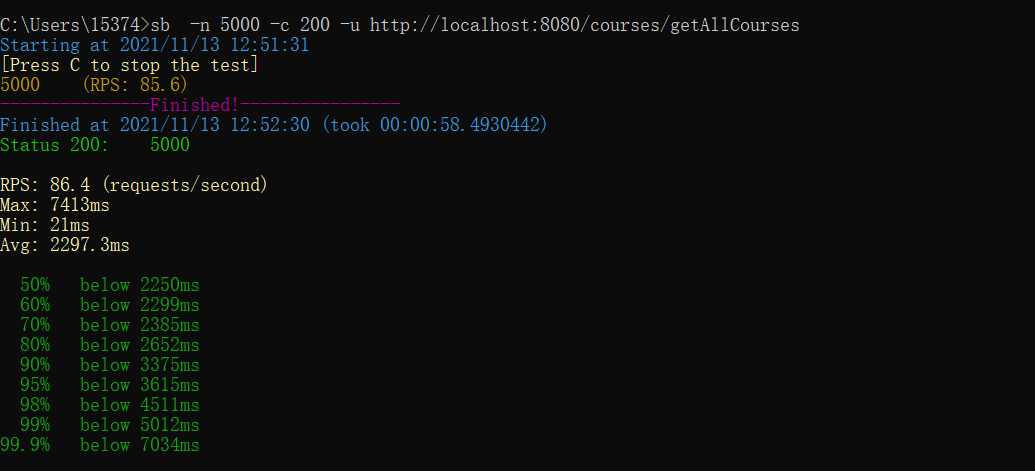 C:\Users\15374>sb  -n 5000 -c 200 -u http://localhost:8080/courses/getAllCourses
Starting at 2021/11/13 12:51:31
[Press C to stop the test]
5000    (RPS: 85.6)
---------------Finished!----------------
Finished at 2021/11/13 12:52:30 (took 00:00:58.4930442)
Status 200:    5000

RPS: 86.4 (requests/second)
Max: 7413ms
Min: 21ms
Avg: 2297.3ms

  50%   below 2250ms
  60%   below 2299ms
  70%   below 2385ms
  80%   below 2652ms
  90%   below 3375ms
  95%   below 3615ms
  98%   below 4511ms
  99%   below 5012ms
99.9%   below 7034ms